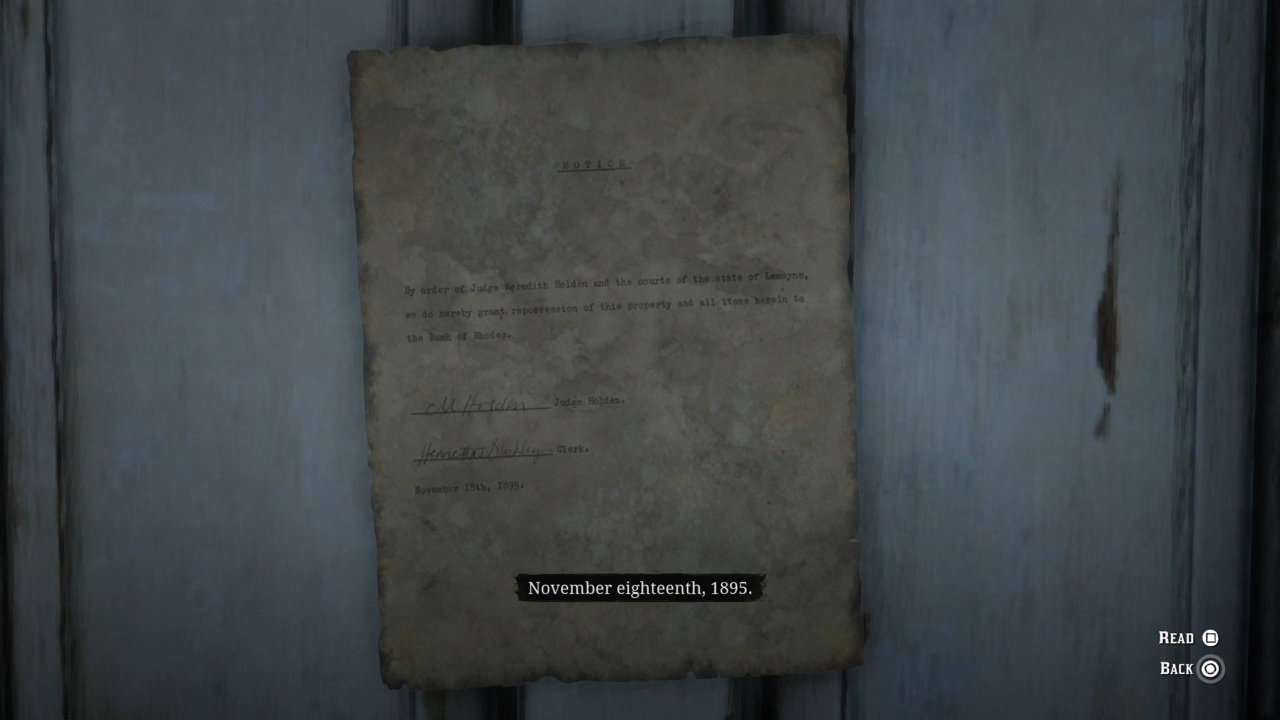 NOTICE
By order of Judge Meredith Holden and the courts of the state of Lemoyne,
we do hereby grant repossession of this property and all items herein to
the Bank of Rhodes.
M Holden Judge Holden.
Henrietta Clerk.
November 18th, 1895.
November eighteenth, 1895.
READ
BACK